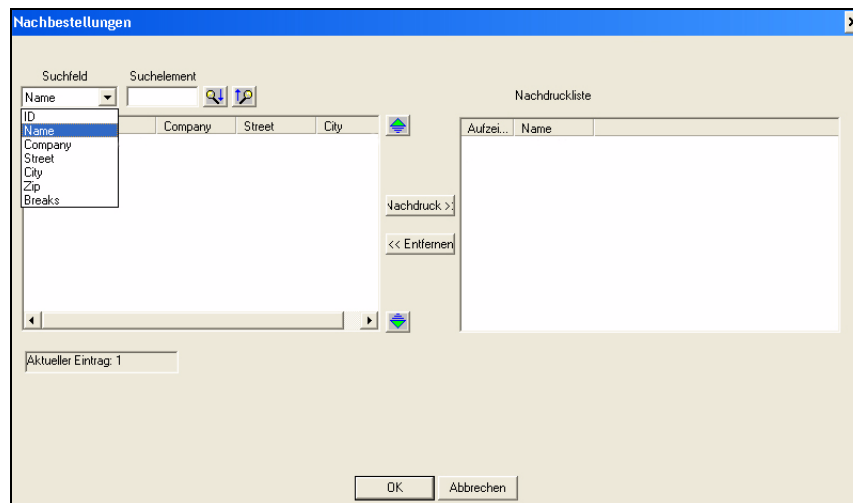 Nachbestellungen
Suchfeld Suchelement
Name
Nachdruckliste
ID
Name
Company
Street
City
Zip
Breaks
Company Street City
Aufzei... Name
Nachdruck >>
<< Entfernen
Aktueller Eintrag: 1
OK Abbrechen